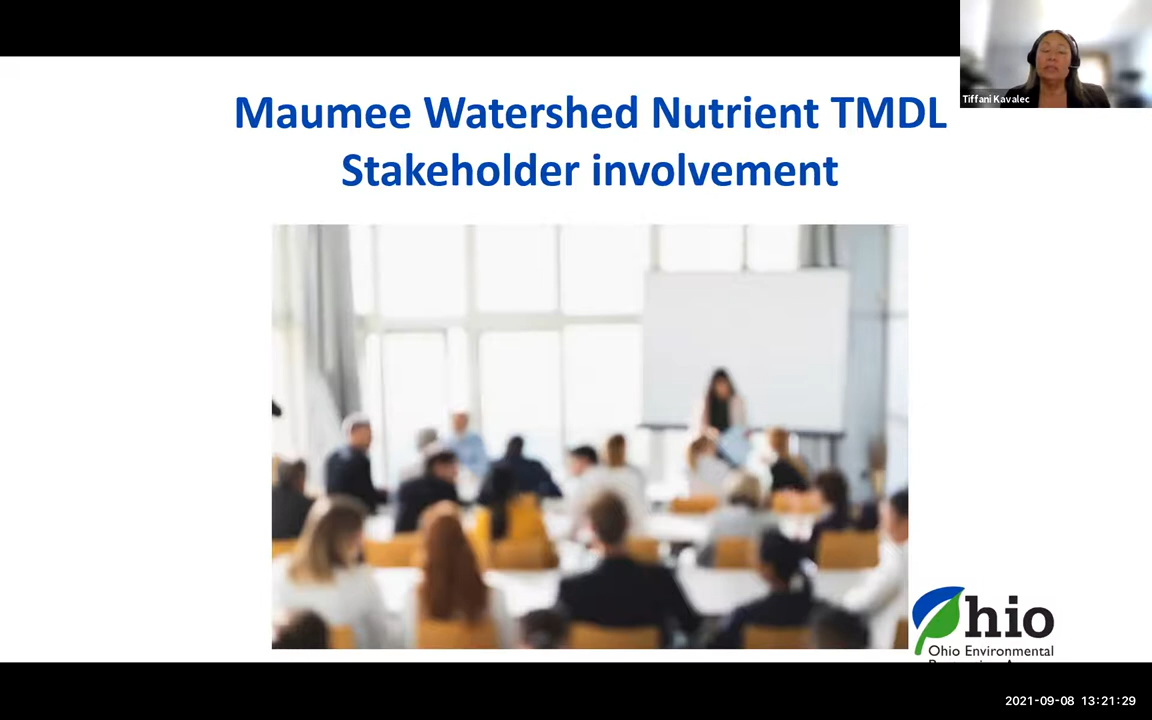 Tiffani Kavalec
Maumee Watershed Nutrient TMDL
Stakeholder involvement
Ohio
Ohio Environmental
2021-09-08 13:21:29